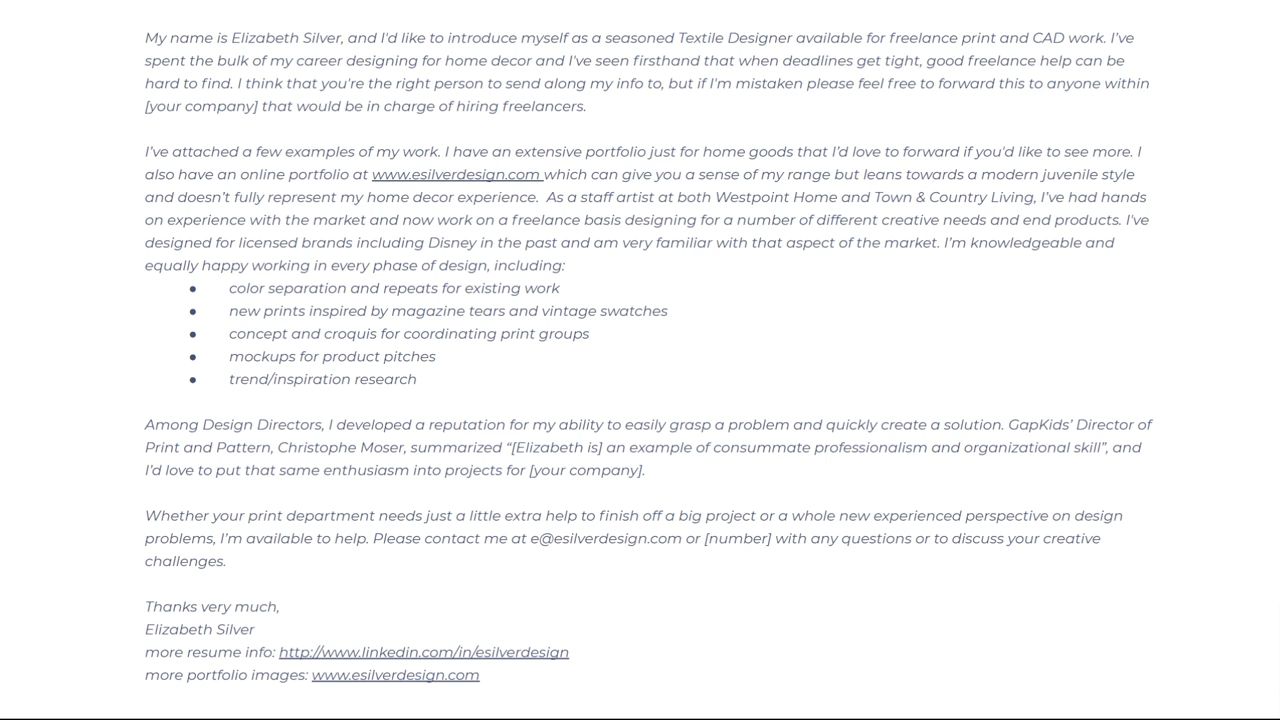 My name is Elizabeth Silver, and I'd like to introduce myself as a seasoned Textile Designer available for freelance print and CAD work. I've
spent the bulk of my career designing for home decor and I've seen firsthand that when deadlines get tight, good freelance help can be
hard to find. I think that you're the right person to send along my info to, but if I'm mistaken please feel free to forward this to anyone within
[your company] that would be in charge of hiring freelancers.
I've attached a few examples of my work. I have an extensive portfolio just for home goods that I'd love to forward if you'd like to see more. I
also have an online portfolio at www.esilverdesign.com which can give you a sense of my range but leans towards a modern juvenile style
and doesn't fully represent my home decor experience.  As a staff artist at both Westpoint Home and Town & Country Living, I've had hands
on experience with the market and now work on a freelance basis designing for a number of different creative needs and end products. I've
designed for licensed brands including Disney in the past and am very familiar with that aspect of the market. I'm knowledgeable and
equally happy working in every phase of design, including:
● color separation and repeats for existing work
● new prints inspired by magazine tears and vintage swatches
● concept and croquis for coordinating print groups
● mockups for product pitches
● trend/inspiration research
Among Design Directors, I developed a reputation for my ability to easily grasp a problem and quickly create a solution. GapKids' Director of
Print and Pattern, Christophe Moser, summarized “[Elizabeth is] an example of consummate professionalism and organizational skill”, and
I'd love to put that same enthusiasm into projects for [your company].
Whether your print department needs just a little extra help to finish off a big project or a whole new experienced perspective on design
problems, I'm available to help. Please contact me at e@esilverdesign.com or [number] with any questions or to discuss your creative
challenges.
Thanks very much,
Elizabeth Silver
more resume info: http://www.linkedin.com/in/esilverdesign
more portfolio images: www.esilverdesign.com